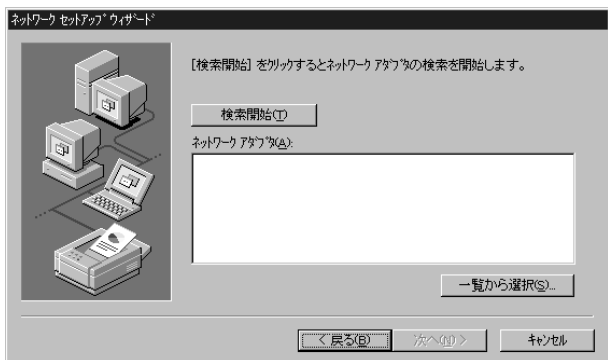 ネットワーク セットアップ ウィザード
[検索開始] をクリックするとネットワーク アダプタの検索を開始します。
検索開始(T)
ネットワーク アダプタ(A):
一覧から選択(S)...
< 戻る(B)
次へ(N) >
キャンセル